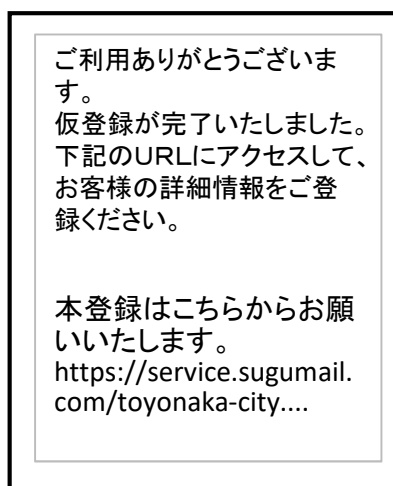 ご利用ありがとうございま
す。
仮登録が完了いたしました。
下記のＵＲＬにアクセスして、
お客様の詳細情報をご登
録ください。
本登録はこちらからお願
いいたします。
https://service.sugumail.
com/toyonaka-city....